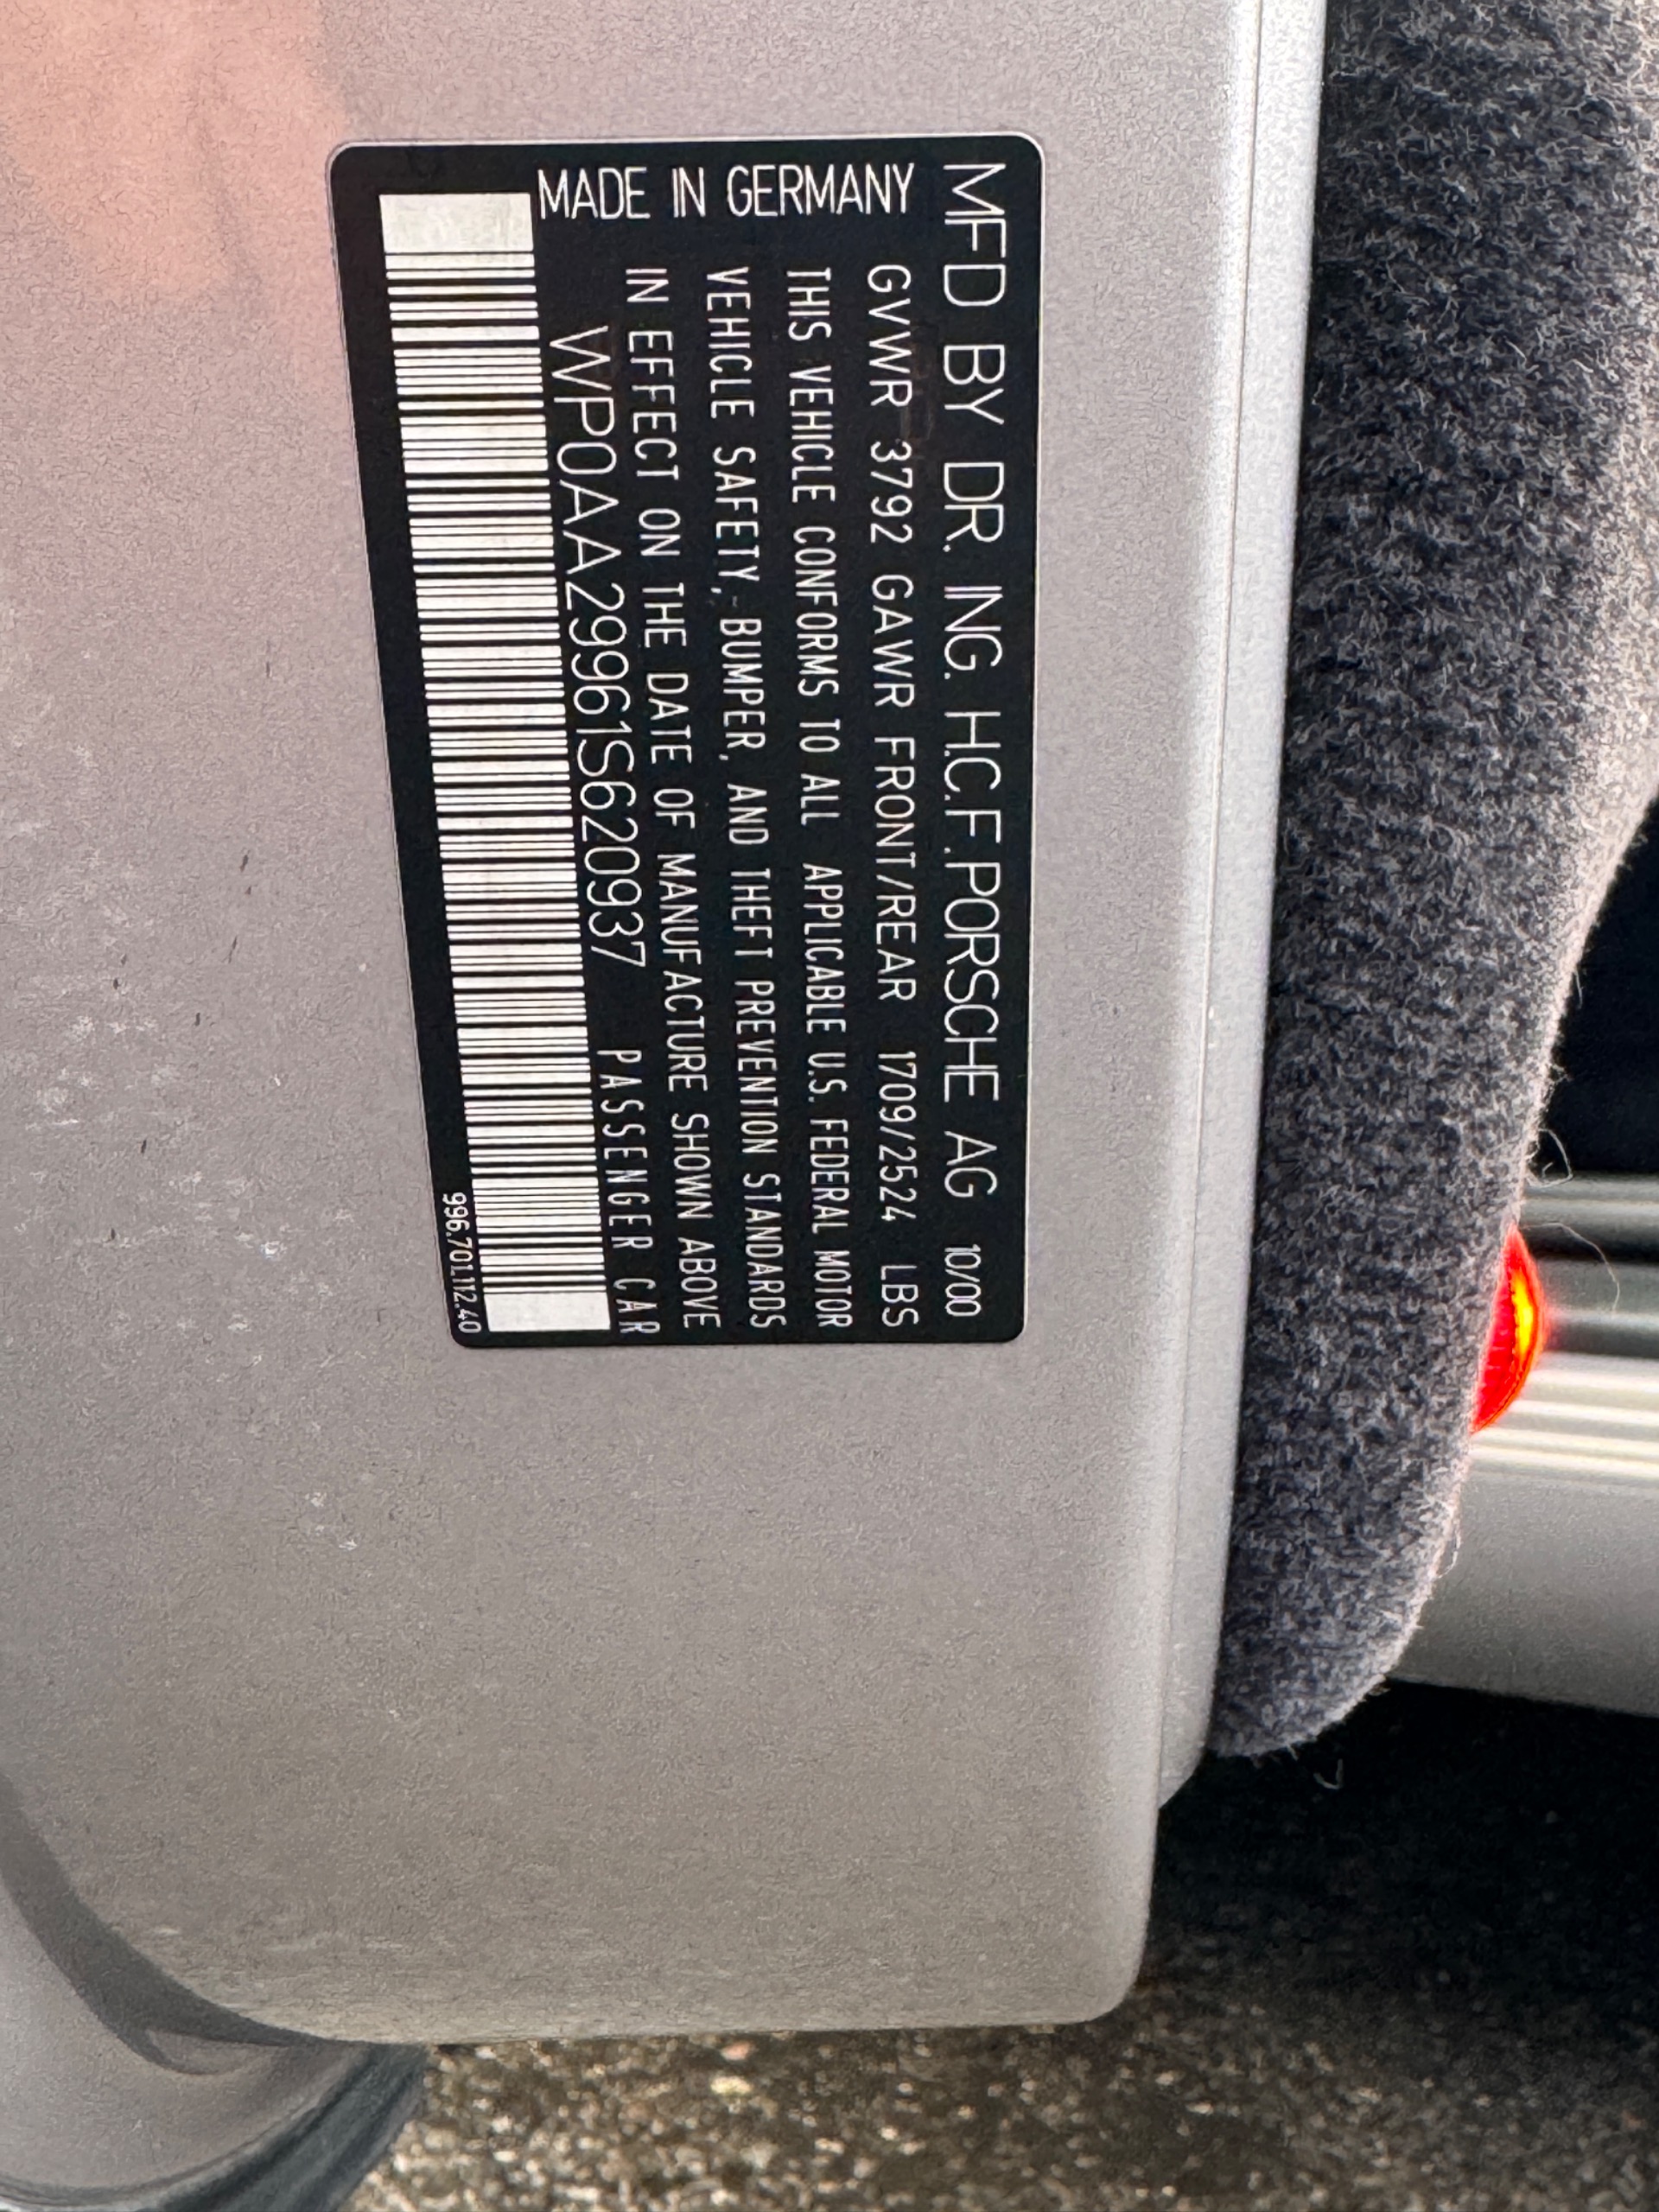 MFD BY DR. ING. H.C.F.PORSCHE AG 10/00
GVWR 3792 GAWR FRONT/REAR 1709/2524 LBS
THIS VEHICLE CONFORMS TO ALL APPLICABLE U.S. FEDERAL MOTOR
VEHICLE SAFETY, BUMPER, AND THEFT PREVENTION STANDARDS
IN EFFECT ON THE DATE OF MANUFACTURE SHOWN ABOVE
MADE IN GERMANY
WP0AA29961S620937 PASSENGER CAR
996.701.112.40